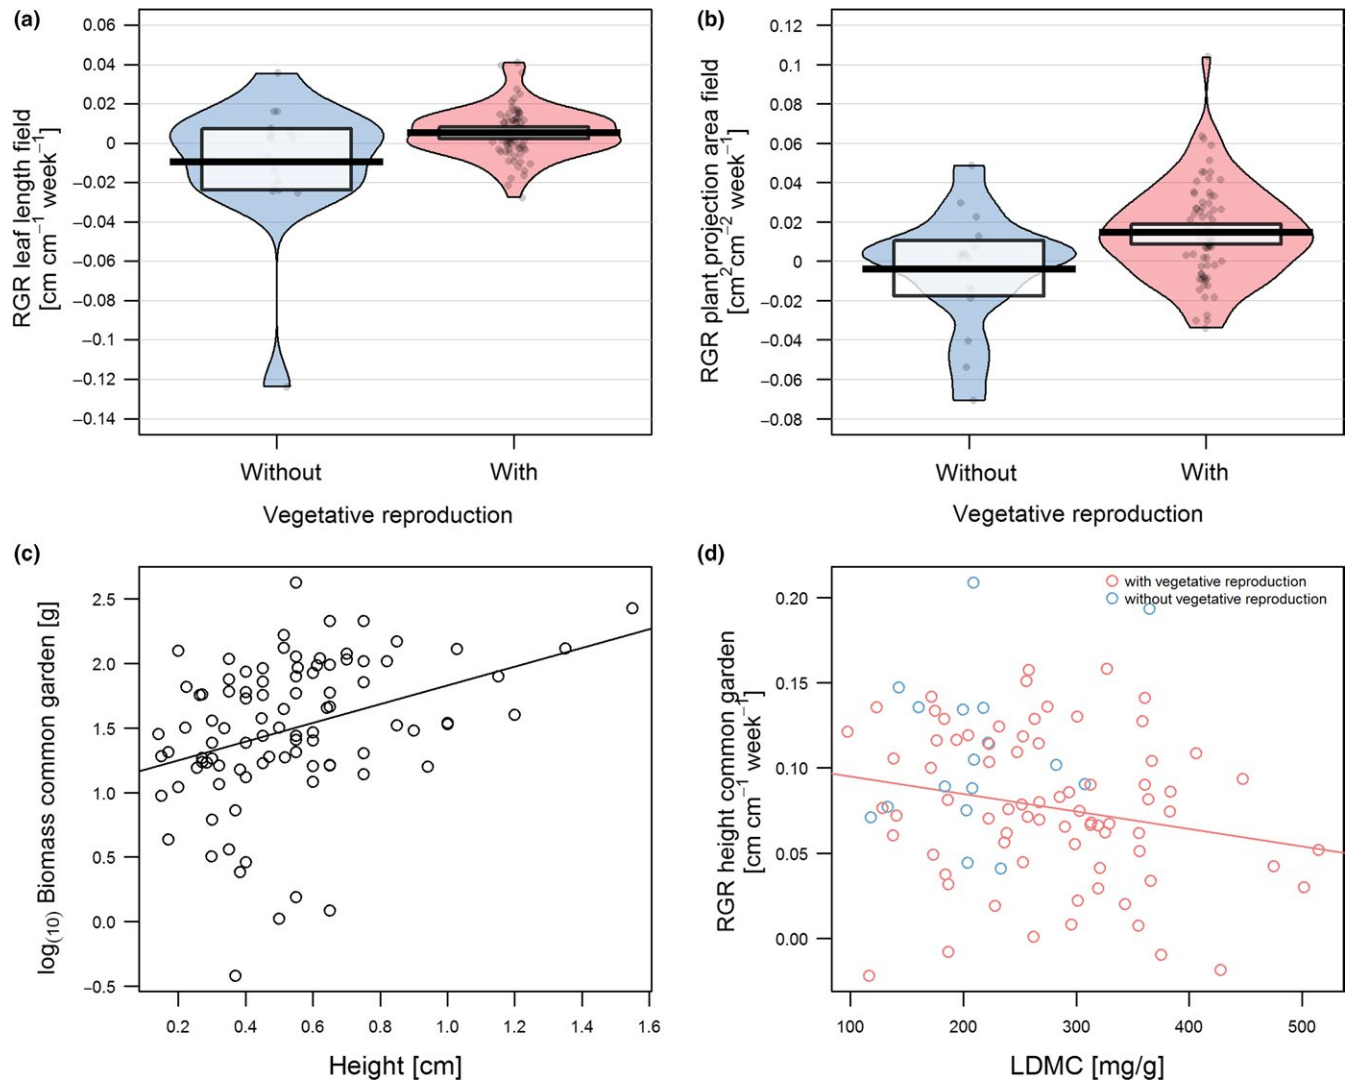 (a)
RGR leaf length field
[cm cm⁻¹ week⁻¹]
0.06
0.04
0.02
0
−0.02
−0.04
−0.06
−0.08
−0.1
−0.12
−0.14
Without
With
Vegetative reproduction
(b)
RGR plant projection area field
[cm²cm⁻² week⁻¹]
0.12
0.1
0.08
0.06
0.04
0.02
0
−0.02
−0.04
−0.06
−0.08
Without
With
Vegetative reproduction
(c)
log₍₁₀₎ Biomass common garden [g]
2.5
2.0
1.5
1.0
0.5
0.0
−0.5
0.2 0.4 0.6 0.8 1.0 1.2 1.4 1.6
Height [cm]
(d)
RGR height common garden
[cm cm⁻¹ week⁻¹]
0.20
0.15
0.10
0.05
0.00
with vegetative reproduction
without vegetative reproduction
100 200 300 400 500
LDMC [mg/g]